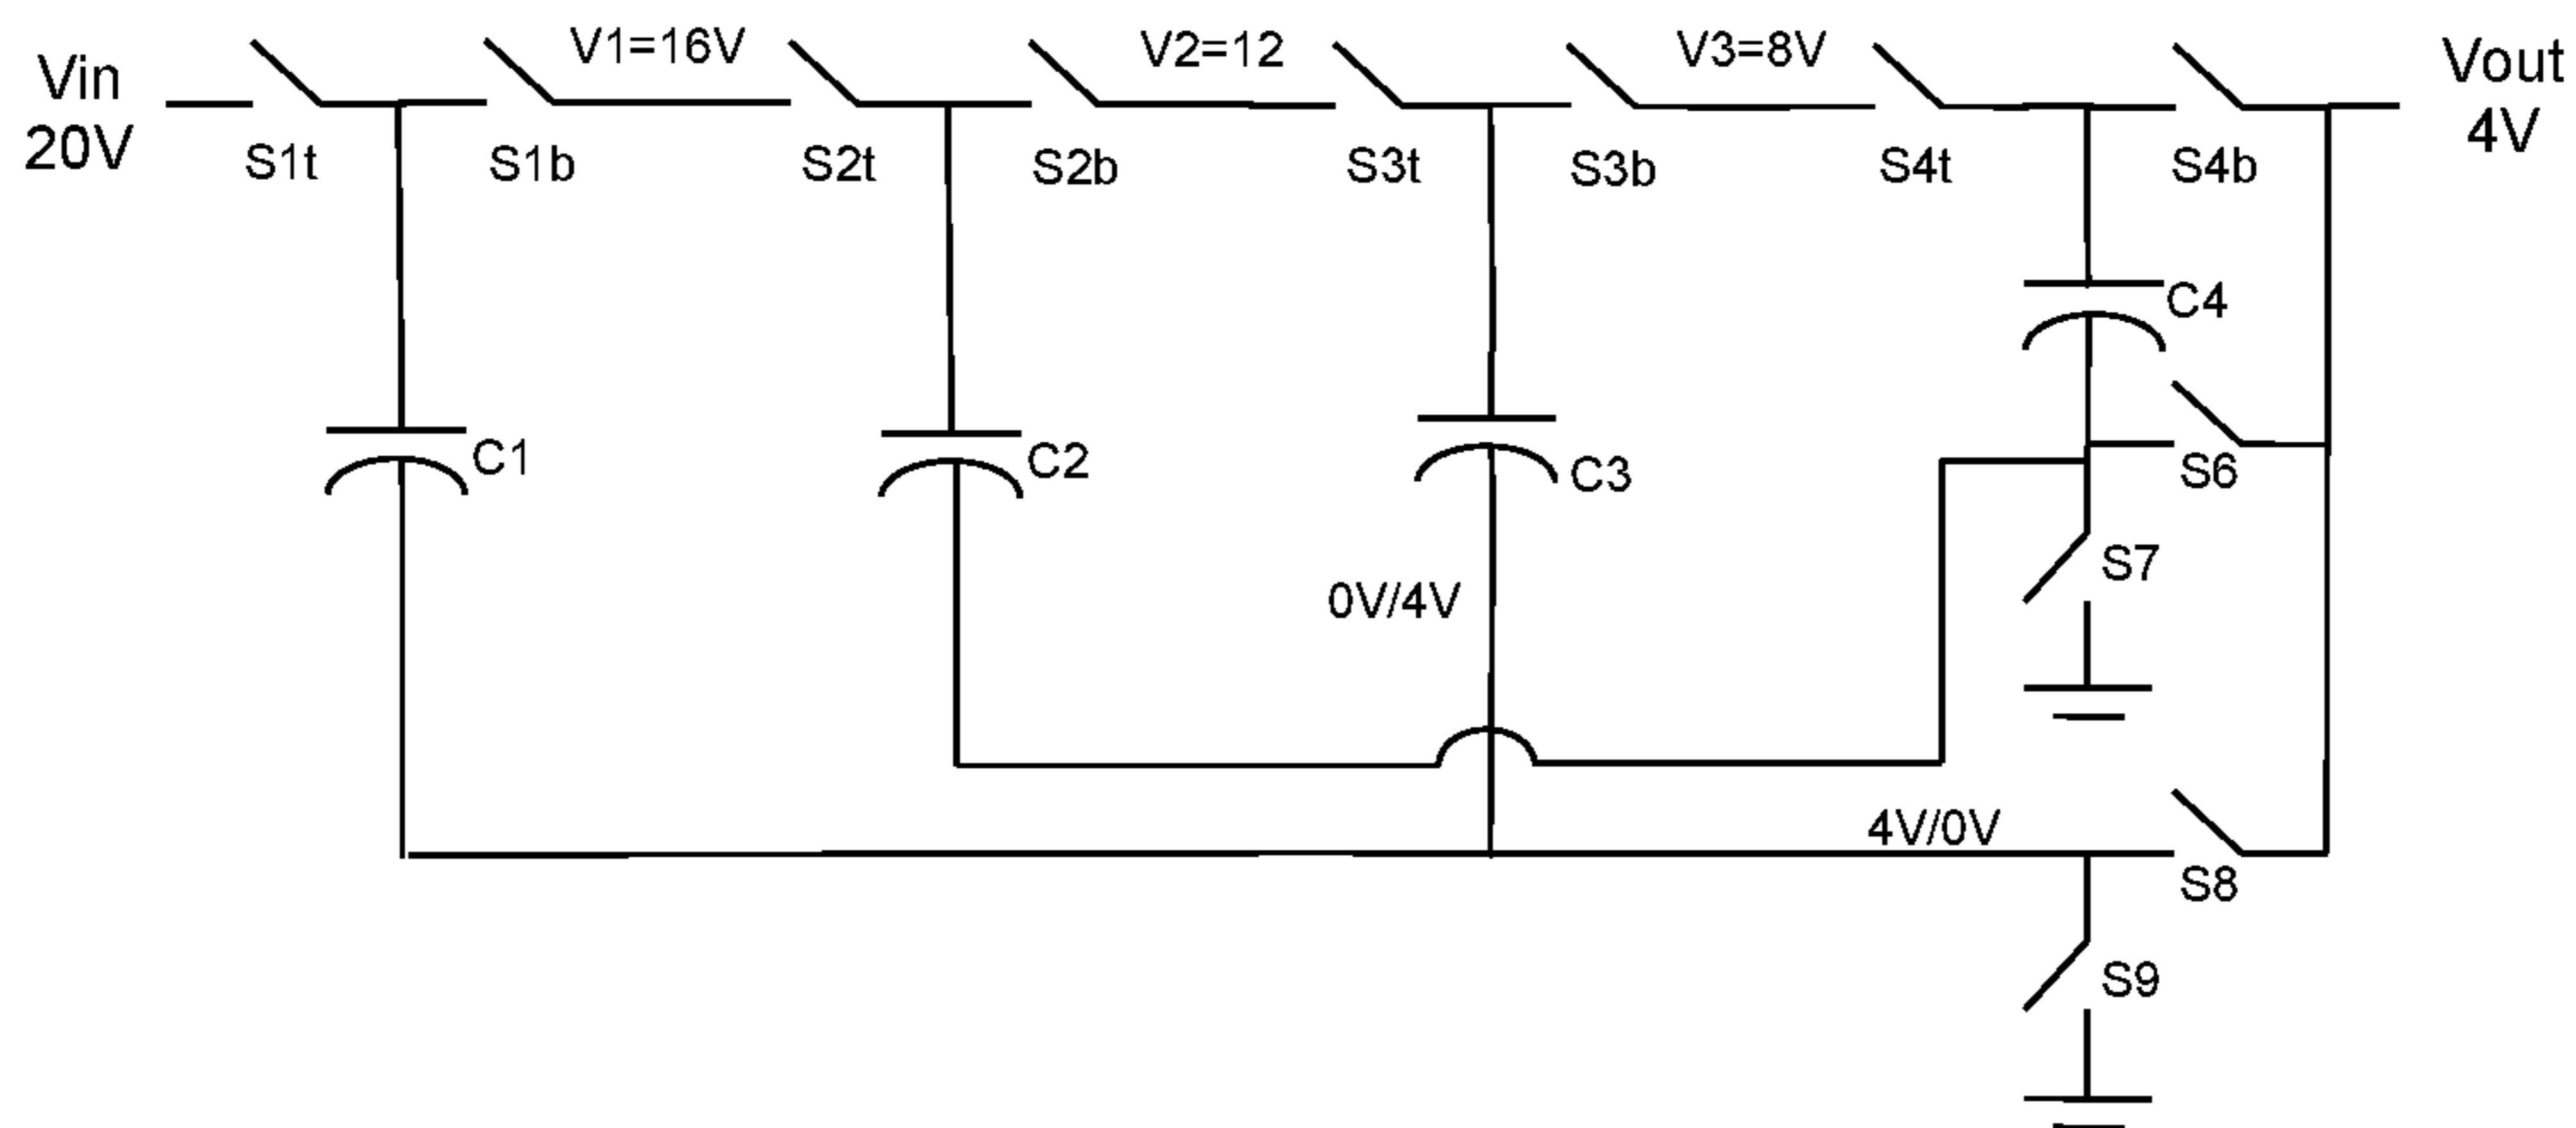 Vin
20V
S1t
S1b
V1=16V
S2t
S2b
V2=12
S3t
S3b
V3=8V
S4t
S4b
Vout
4V
C1
C2
C3
C4
S6
S7
0V/4V
4V/0V
S8
S9